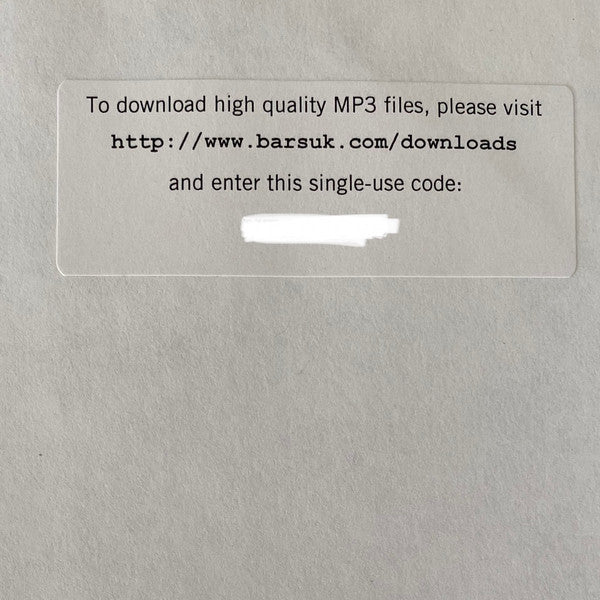 To download high quality MP3 files, please visit
http://www.barsuk.com/downloads
and enter this single-use code: